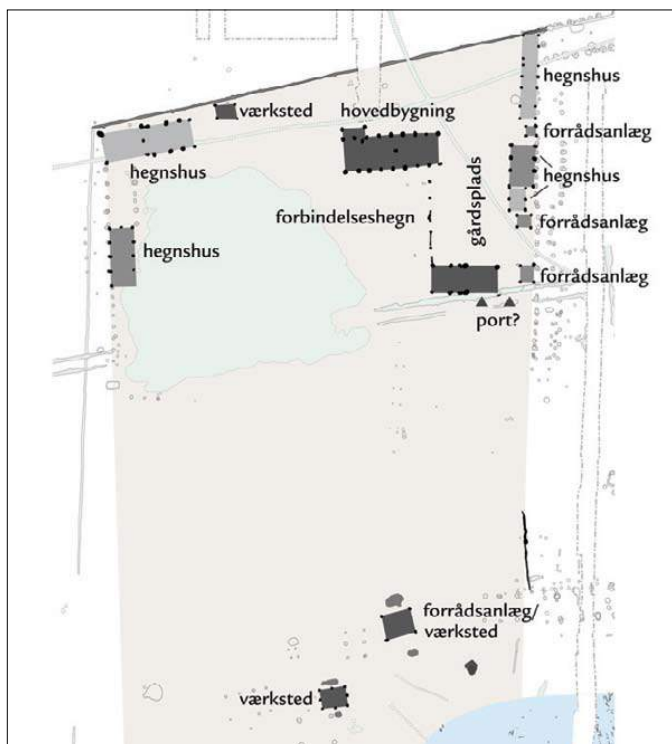 hegnshus
værksted
hovedbygning
forrådsanlæg
hegnshus
hegnshus
forbindelseshegn
gårdsplads
forrådsanlæg
hegnshus
forrådsanlæg
port?
forrådsanlæg/
værksted
værksted